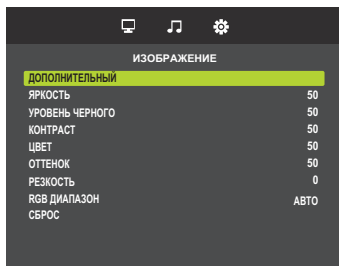 ИЗОБРАЖЕНИЕ
ДОПОЛНИТЕЛЬНЫЙ
ЯРКОСТЬ 50
УРОВЕНЬ ЧЕРНОГО 50
КОНТРАСТ 50
ЦВЕТ 50
ОТТЕНОК 50
РЕЗКОСТЬ 0
RGB ДИАПАЗОН АВТО
СБРОС